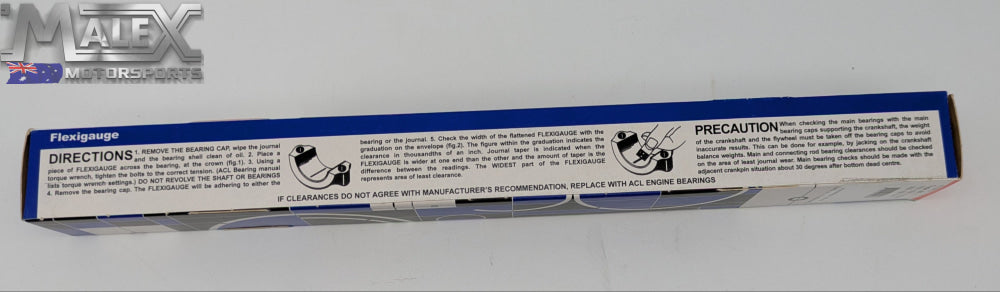 MALEX
MOTORSPORTS
Flexigauge
DIRECTIONS 1. REMOVE THE BEARING CAP, wipe the journal
and the bearing shell clean of oil. 2. Place a
piece of FLEXIGAUGE across the bearing, at the crown (fig.1). 3. Using a
torque wrench, tighten the bolts to the correct tension. (ACL Bearing manual
lists torque wrench settings.) DO NOT REVOLVE THE SHAFT OR BEARINGS
4. Remove the bearing cap. The FLEXIGAUGE will be adhering to either the
bearing or the journal. 5. Check the width of the flattened FLEXIGAUGE with the
graduation on the envelope (fig.2). The figure within the graduation indicates the
clearance in thousandths of an inch. Journal taper is indicated when the
FLEXIGAUGE is wider at one end than the other and the amount of taper is the
difference between the readings. The WIDEST part of the FLEXIGAUGE
represents area of least clearance.
PRECAUTION When checking the main bearings with the main
bearing caps supporting the crankshaft, the weight
of the crankshaft and the flywheel must be taken off the bearing caps to avoid
inaccurate results. This can be done for example, by jacking on the crankshaft
balance weights. Main and connecting rod bearing clearances should be checked
on the area of least journal wear. Main bearing checks should be made with the
adjacent crankpin situation about 30 degrees after bottom dead centre.
IF CLEARANCES DO NOT AGREE WITH MANUFACTURER'S RECOMMENDATION, REPLACE WITH ACL ENGINE BEARINGS